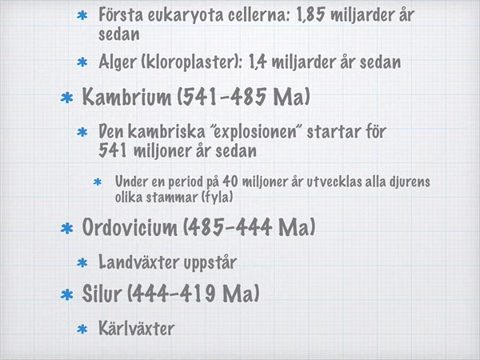 Första eukaryota cellerna: 1,85 miljarder år
sedan
Alger (kloroplaster): 1,4 miljarder år sedan
Kambrium (541–485 Ma)
Den kambriska ”explosionen” startar för
541 miljoner år sedan
Under en period på 40 miljoner år utvecklas alla djurens
olika stammar (fyla)
Ordovicium (485–444 Ma)
Landväxter uppstår
Silur (444–419 Ma)
Kärlväxter